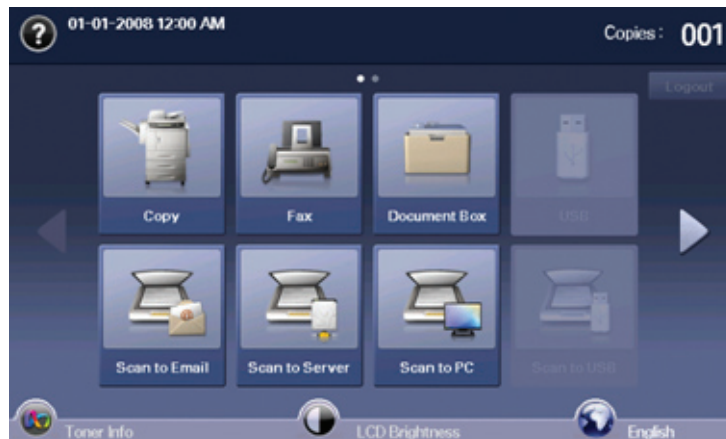 ?
01-01-2008 12:00 AM
Copies: 001
Logout
Copy
Fax
Document Box
USB
Scan to Email
Scan to Server
Scan to PC
Scan to USB
Toner Info
LCD Brightness
English